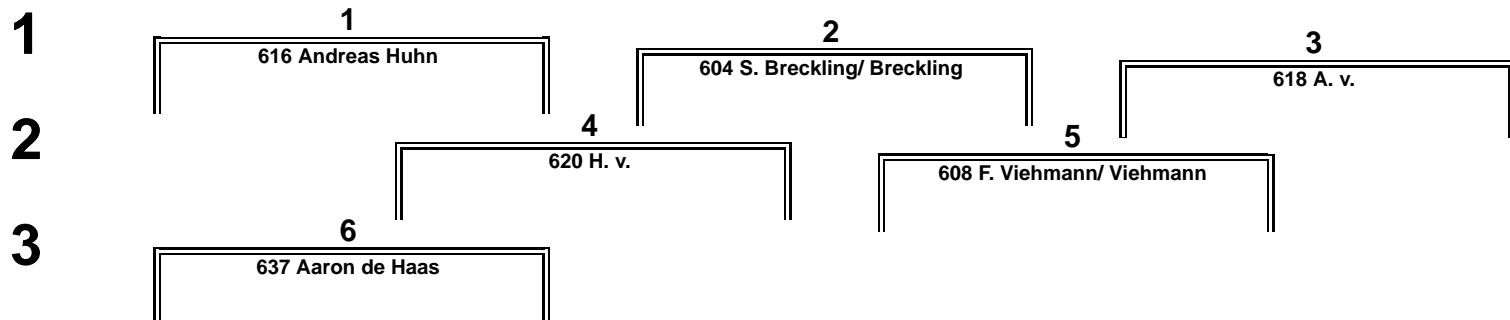 1
1
616 Andreas Huhn
2
604 S. Breckling/ Breckling
3
618 A. v.
2
4
620 H. v.
5
608 F. Viehmann/ Viehmann
3
6
637 Aaron de Haas